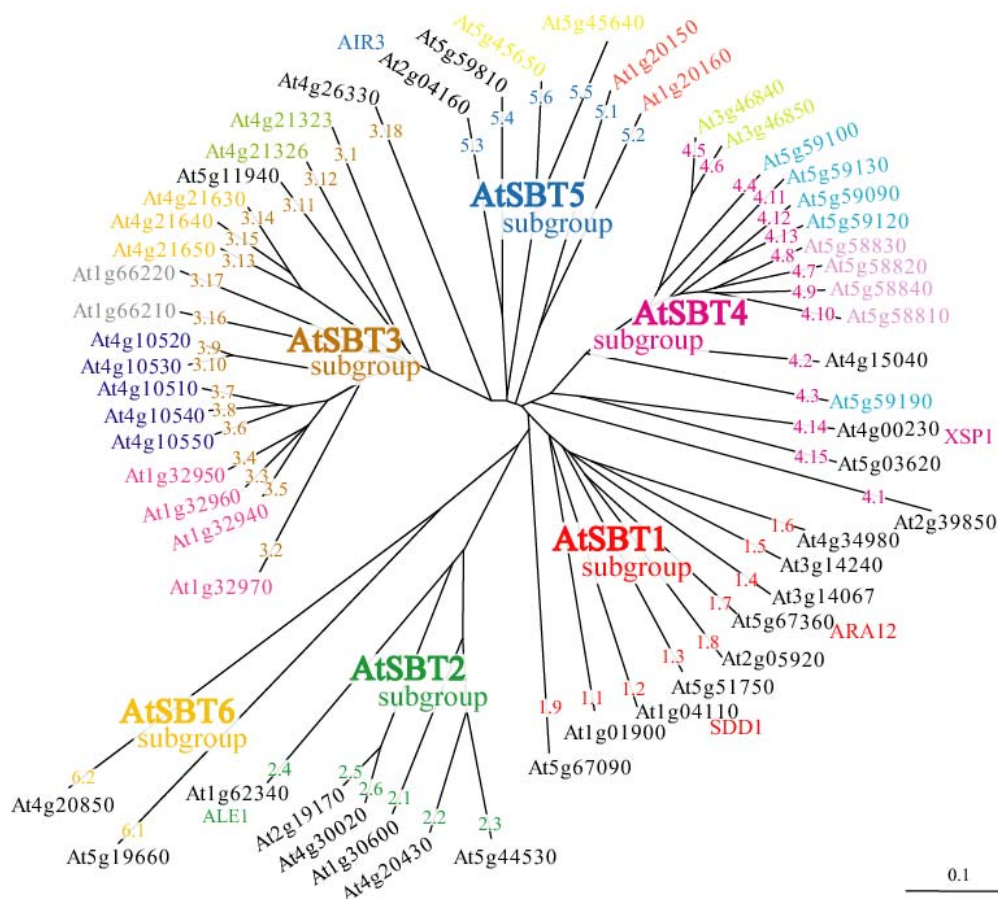 AIR3
At2g04160
5.3
At5g59810
5.4
At5g45650
5.6
At5g45640
5.5
At1g20150
5.1
At1g20160
5.2
AtSBT5
subgroup
At4g26330
3.18
At4g21323
3.1
At4g21326
3.12
At5g11940
3.11
At4g21630
3.14
At4g21640
3.15
At4g21650
3.13
At1g66220
3.17
At1g66210
3.16
At4g10520
3.9
At4g10530
3.10
At4g10510
3.7
At4g10540
3.8
At4g10550
3.6
At1g32950
3.4
At1g32960
3.3
At1g32940
3.5
At1g32970
3.2
AtSBT3
subgroup
At3g46840
4.5
At3g46850
4.6
At5g59100
4.4
At5g59130
4.11
At5g59090
4.12
At5g59120
4.13
At5g58830
4.8
At5g58820
4.7
At5g58840
4.9
At5g58810
4.10
AtSBT4
subgroup
At4g15040
4.2
At5g59190
4.3
At4g00230
4.14
XSP1
At5g03620
4.15
At2g39850
4.1
At4g34980
1.6
At3g14240
1.5
At3g14067
1.4
At5g67360
1.7
ARA12
At2g05920
1.8
At5g51750
1.3
At1g04110
1.2
SDD1
At1g01900
1.1
At5g67090
1.9
AtSBT1
subgroup
AtSBT2
subgroup
At1g62340
2.4
ALE1
At2g19170
2.5
At4g30020
2.6
At1g30600
2.1
At4g20430
2.2
At5g44530
2.3
AtSBT6
subgroup
At4g20850
6.2
At5g19660
6.1
0.1